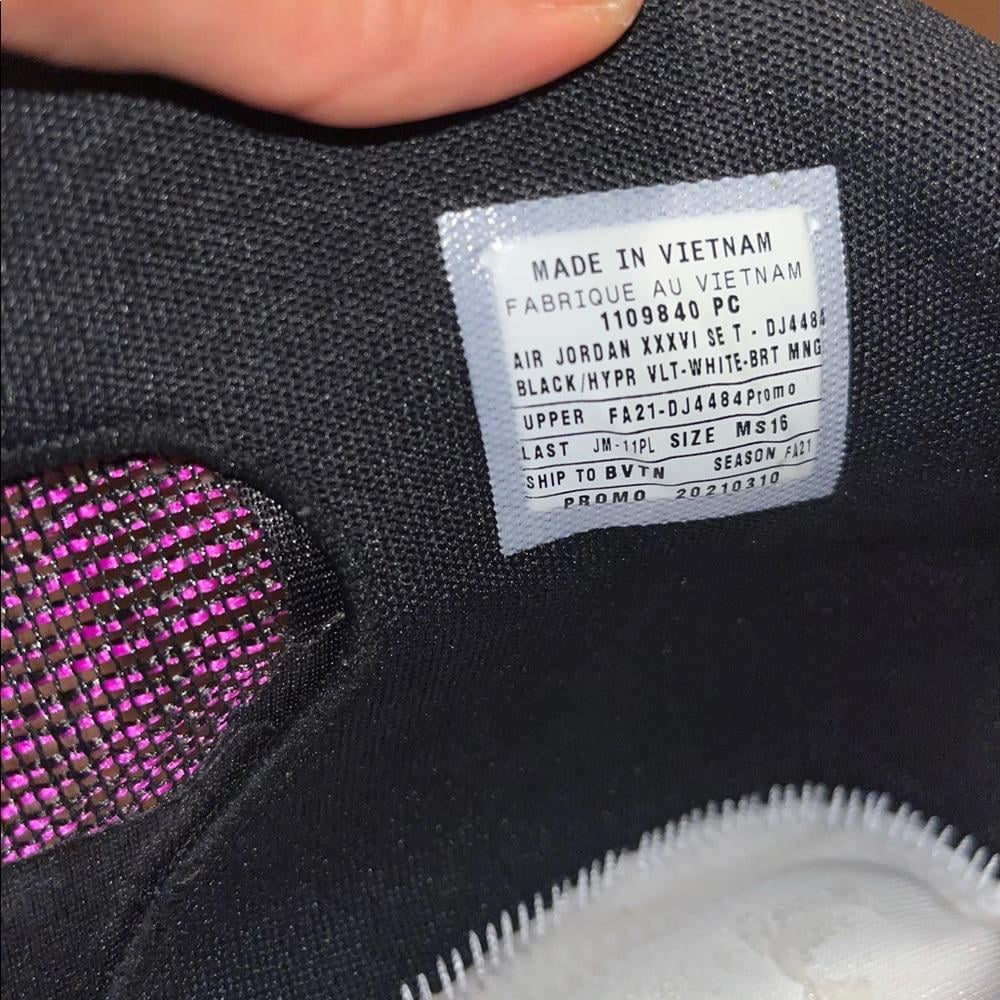 MADE IN VIETNAM
FABRIQUE AU VIETNAM
1109840 PC
AIR JORDAN XXXVI SE T - DJ4484
BLACK/HYPR VLT-WHITE-BRT MNG
UPPER FA21-DJ4484Promo
LAST JM-11PL SIZE MS16
SHIP TO BVTN SEASON FA21
PROMO 20210310